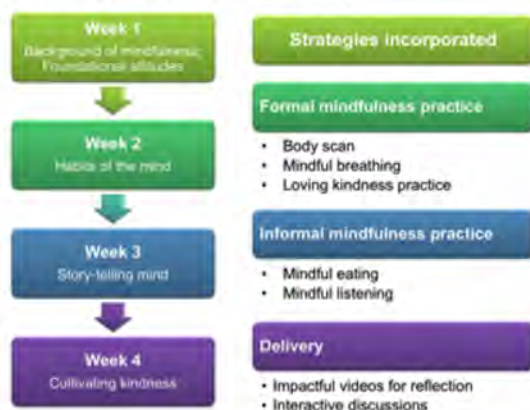 Week 1
Background of mindfulness;
Foundational attitudes
Week 2
Habits of the mind
Week 3
Story-telling mind
Week 4
Cultivating kindness
Strategies incorporated
Formal mindfulness practice
• Body scan
• Mindful breathing
• Loving kindness practice
Informal mindfulness practice
• Mindful eating
• Mindful listening
Delivery
• Impactful videos for reflection
• Interactive discussions